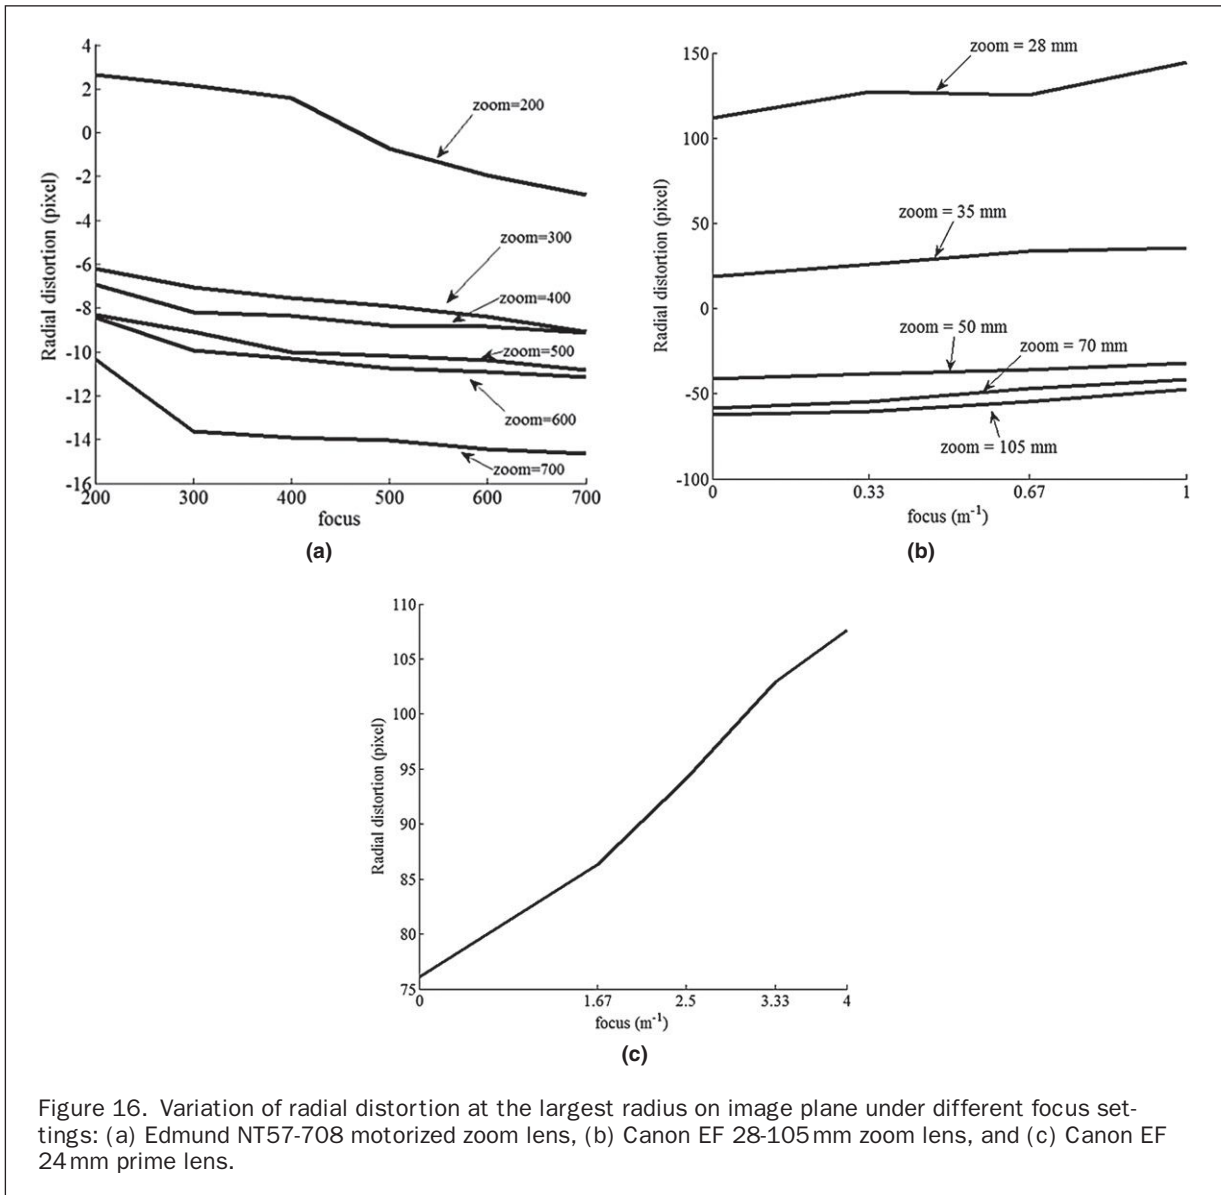 4
2
0
-2
-4
-6
-8
-10
-12
-14
-16
Radial distortion (pixel)
zoom=200
zoom=300
zoom=400
zoom=500
zoom=600
zoom=700
200 300 400 500 600 700
focus
(a)
150
100
50
0
-50
-100
Radial distortion (pixel)
zoom = 28 mm
zoom = 35 mm
zoom = 50 mm
zoom = 70 mm
zoom = 105 mm
0 0.33 0.67 1
focus (m⁻¹)
(b)
110
105
100
95
90
85
80
75
Radial distortion (pixel)
0 1.67 2.5 3.33 4
focus (m⁻¹)
(c)
Figure 16. Variation of radial distortion at the largest radius on image plane under different focus set-
tings: (a) Edmund NT57-708 motorized zoom lens, (b) Canon EF 28-105mm zoom lens, and (c) Canon EF
24mm prime lens.